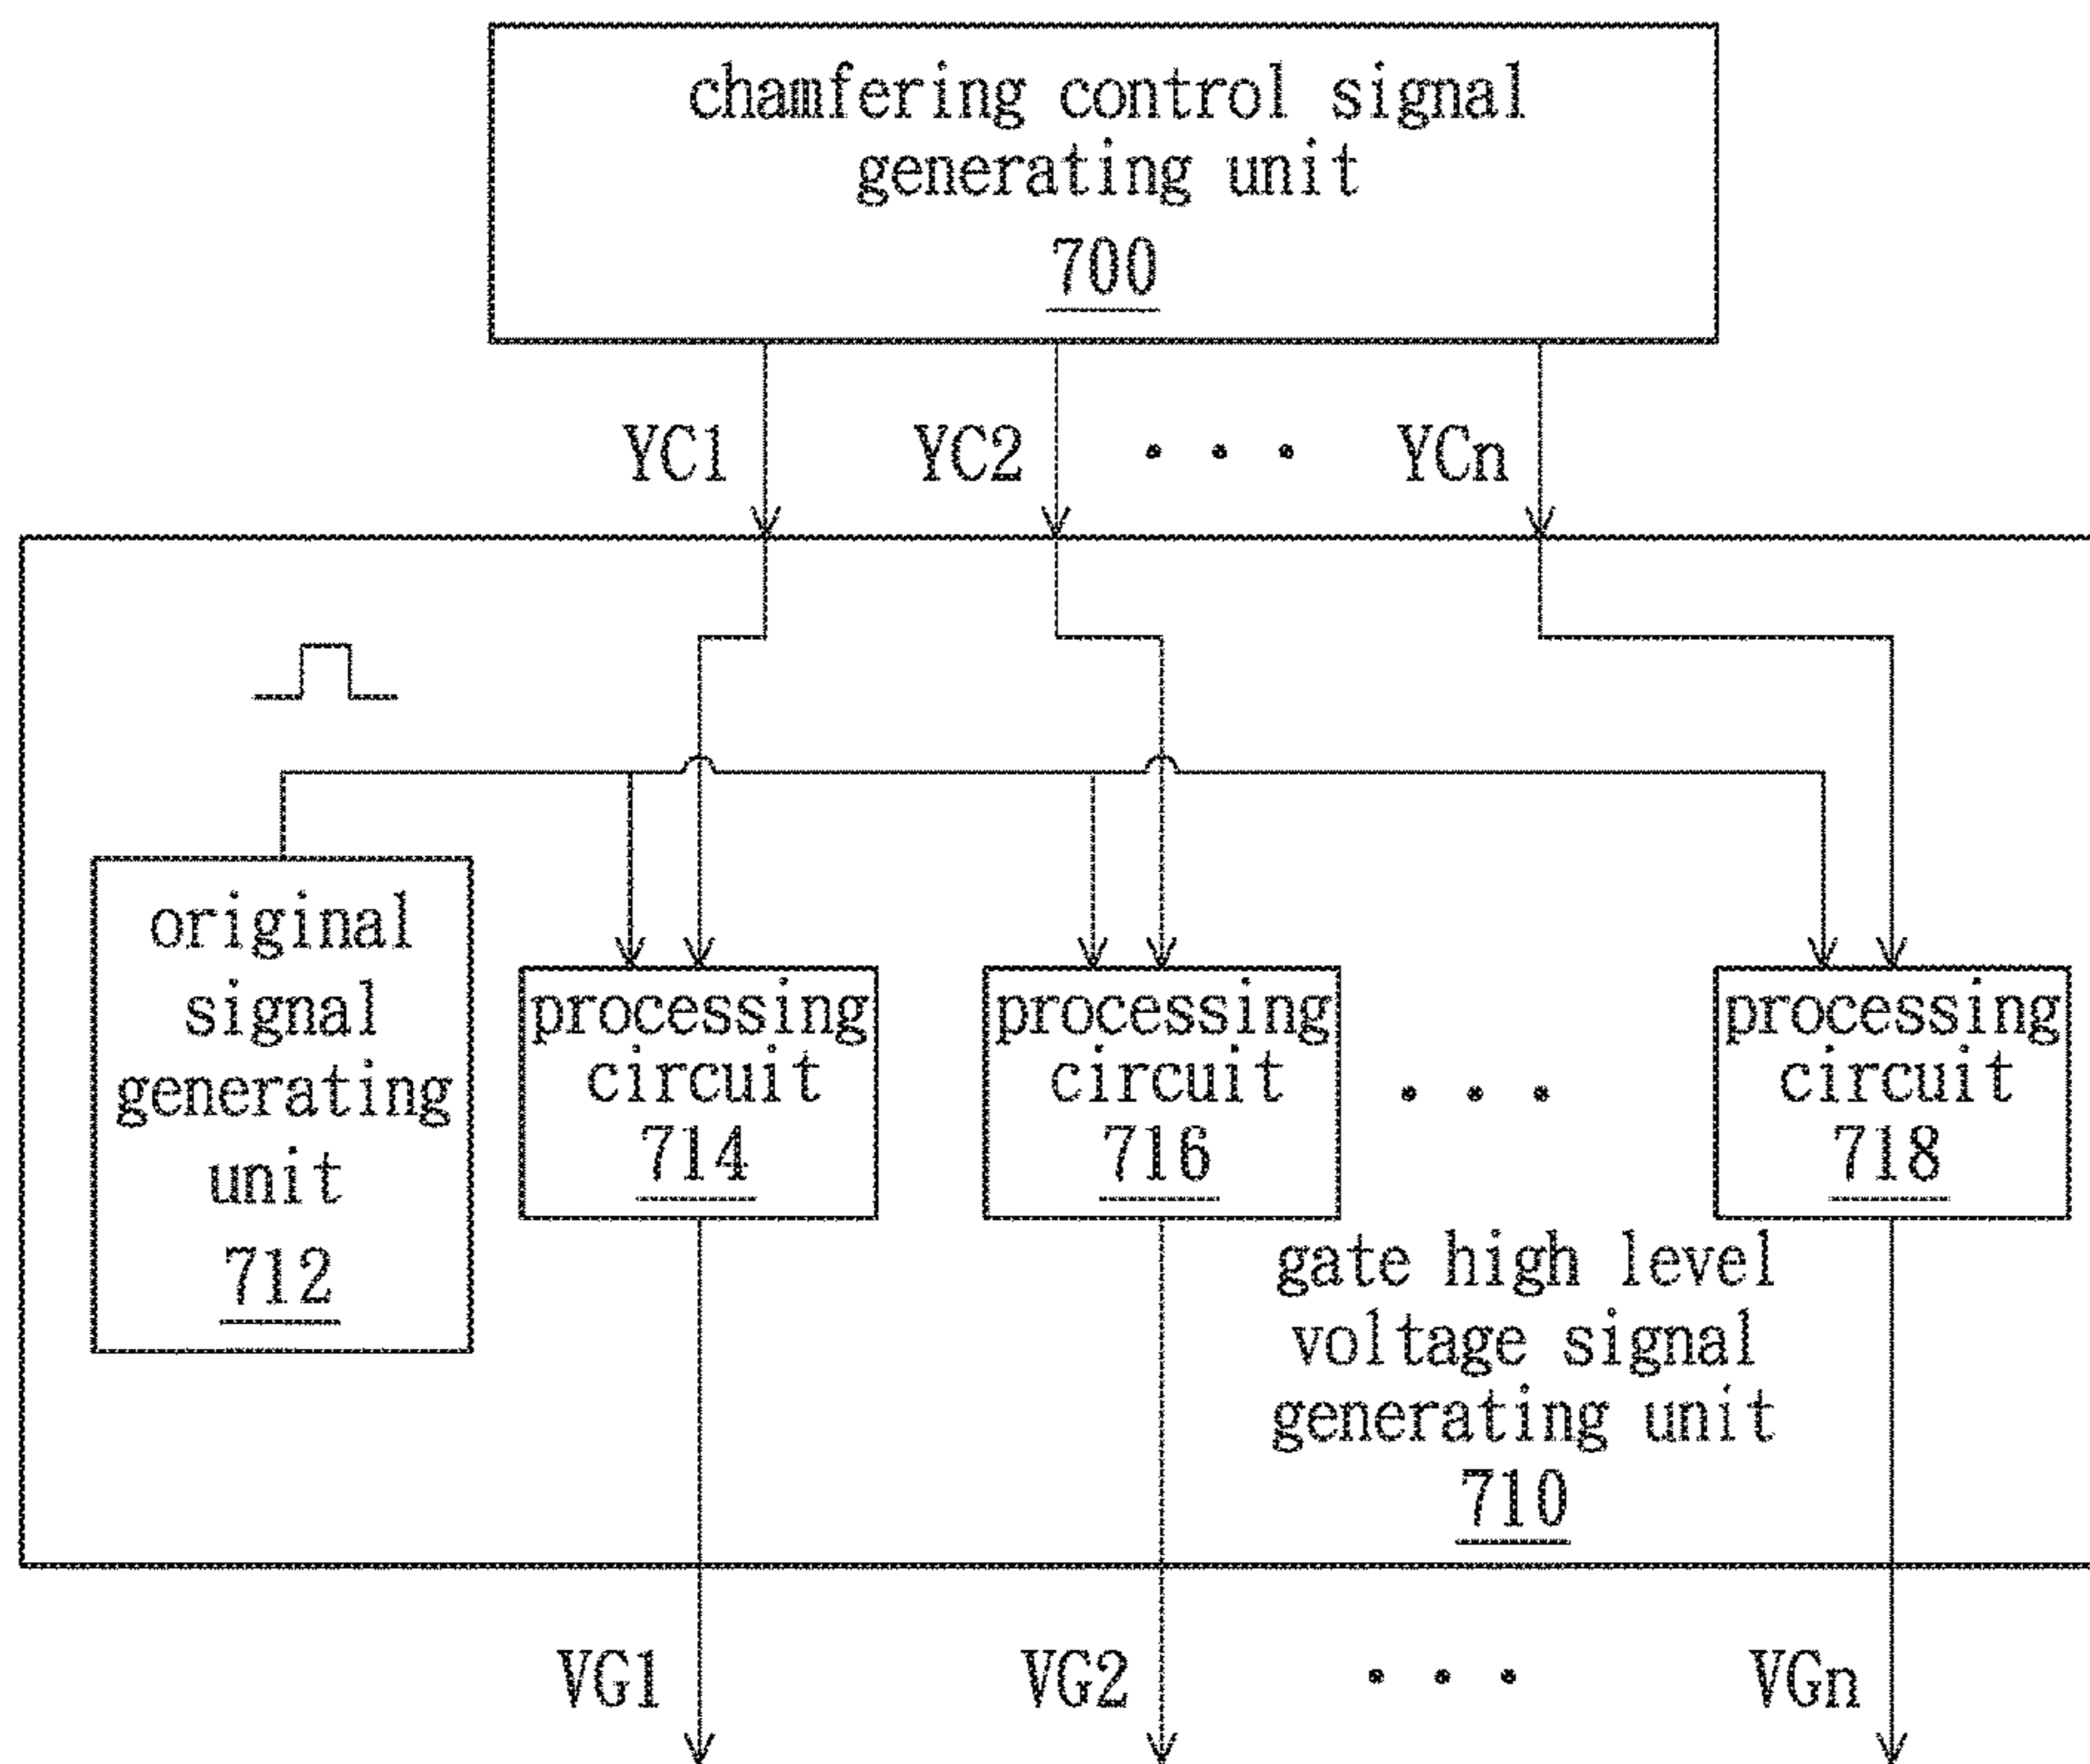 chamfering control signal
generating unit
700
YC1
YC2
• • •
YCn
original
signal
generating
unit
712
processing
circuit
714
processing
circuit
716
• • •
processing
circuit
718
gate high level
voltage signal
generating unit
710
VG1
VG2
• • •
VGn